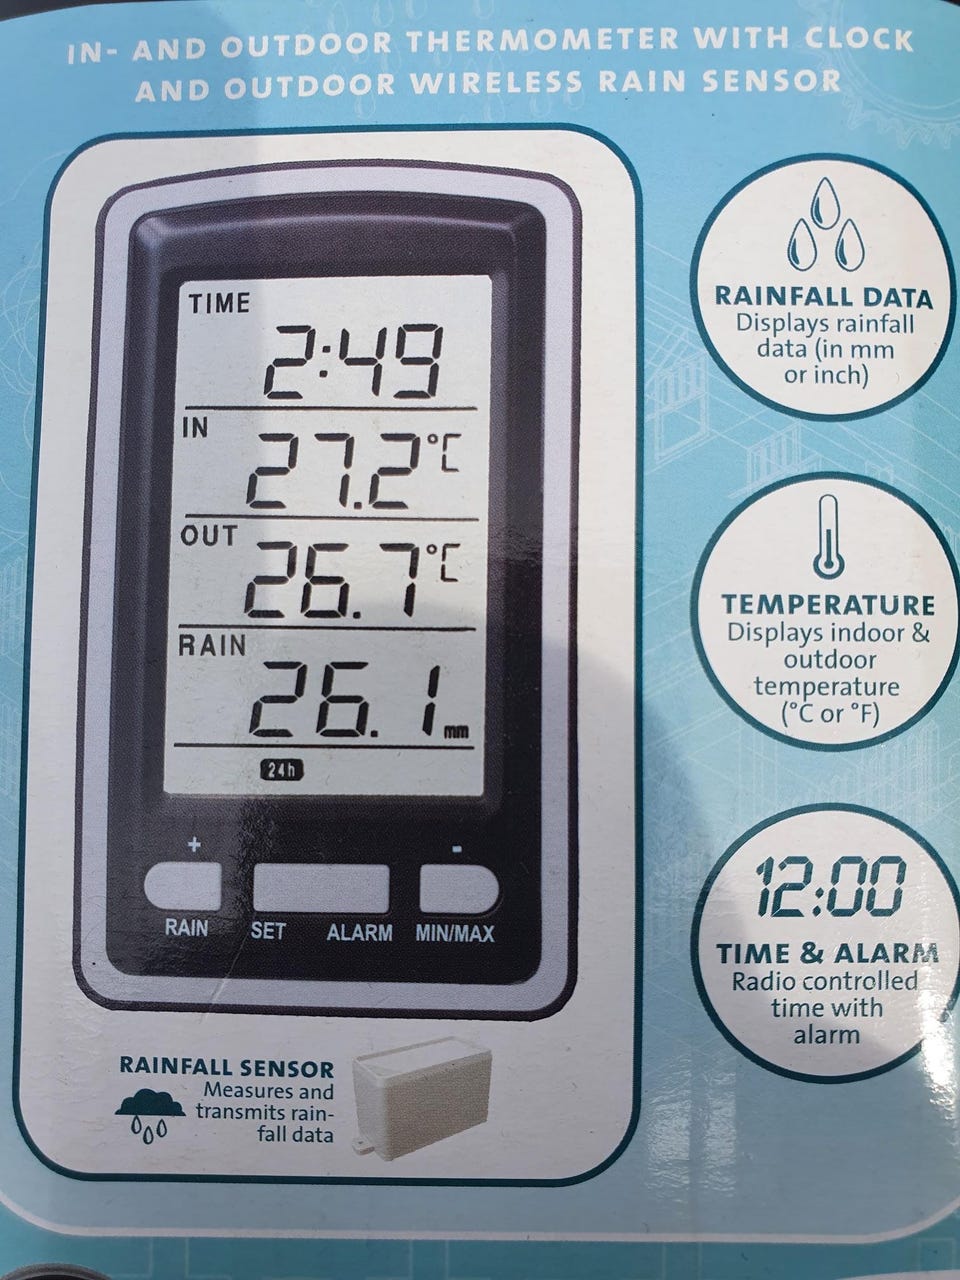 IN- AND OUTDOOR THERMOMETER WITH CLOCK
AND OUTDOOR WIRELESS RAIN SENSOR
TIME
2:49
IN
27.2°C
OUT
26.7°C
RAIN
26.1mm
24h
+
-
RAIN
SET
ALARM
MIN/MAX
RAINFALL SENSOR
Measures and
transmits rain-
fall data
RAINFALL DATA
Displays rainfall
data (in mm
or inch)
TEMPERATURE
Displays indoor &
outdoor
temperature
(°C or °F)
12:00
TIME & ALARM
Radio controlled
time with
alarm